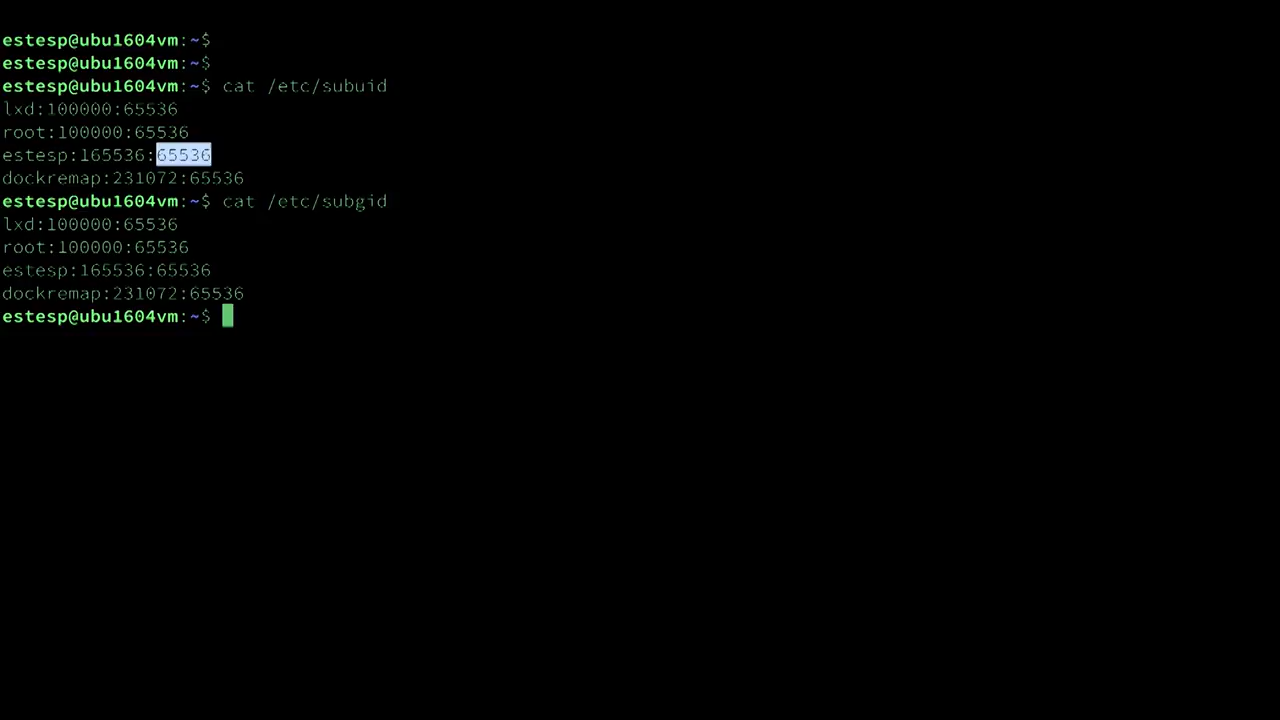 estesp@ubu1604vm:~$
estesp@ubu1604vm:~$
estesp@ubu1604vm:~$ cat /etc/subuid
lxd:100000:65536
root:100000:65536
estesp:165536:65536
dockremap:231072:65536
estesp@ubu1604vm:~$ cat /etc/subgid
lxd:100000:65536
root:100000:65536
estesp:165536:65536
dockremap:231072:65536
estesp@ubu1604vm:~$